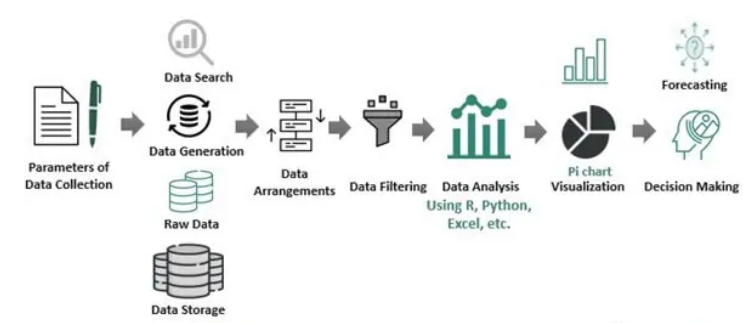 Data Search
Forecasting
Parameters of
Data Collection
Data Generation
Data
Arrangements
Data Filtering
Data Analysis
Using R, Python,
Excel, etc.
Pi chart
Visualization
Decision Making
Raw Data
Data Storage